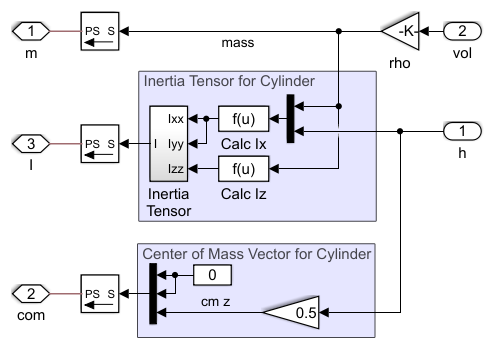 1
PS S
-K-
2
m
mass
rho
vol
Inertia Tensor for Cylinder
Ixx
f(u)
3
PS S
I
Iyy
Calc Ix
1
I
h
Izz
f(u)
Inertia
Tensor
Calc Iz
Center of Mass Vector for Cylinder
0
2
PS S
cm z
com
0.5